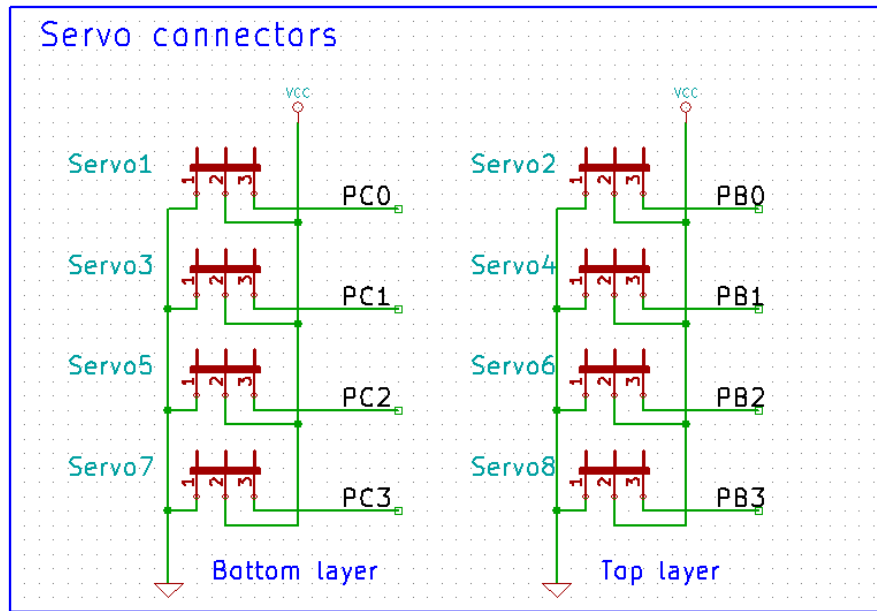 Servo connectors
VCC VCC
Servo1 1 2 3 PC0 Servo2 1 2 3 PB0
Servo3 1 2 3 PC1 Servo4 1 2 3 PB1
Servo5 1 2 3 PC2 Servo6 1 2 3 PB2
Servo7 1 2 3 PC3 Servo8 1 2 3 PB3
Bottom layer Top layer